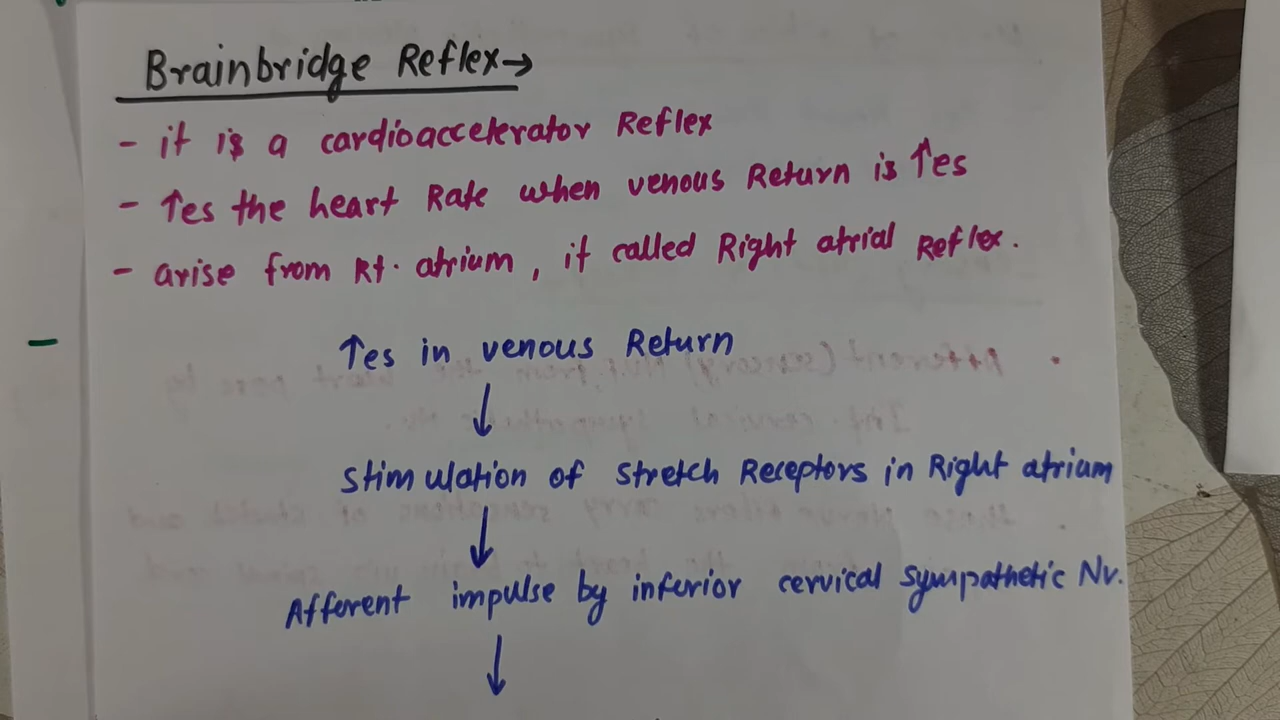 Brainbridge Reflex→
- it is a cardioaccelerator Reflex
- ↑es the heart Rate when venous Return is ↑es
- arise from Rt. atrium, it called Right atrial Reflex.
↑es in venous Return
↓
Stimulation of Stretch Receptors in Right atrium
↓
Afferent impulse by inferior cervical Sympathetic Nv.
↓